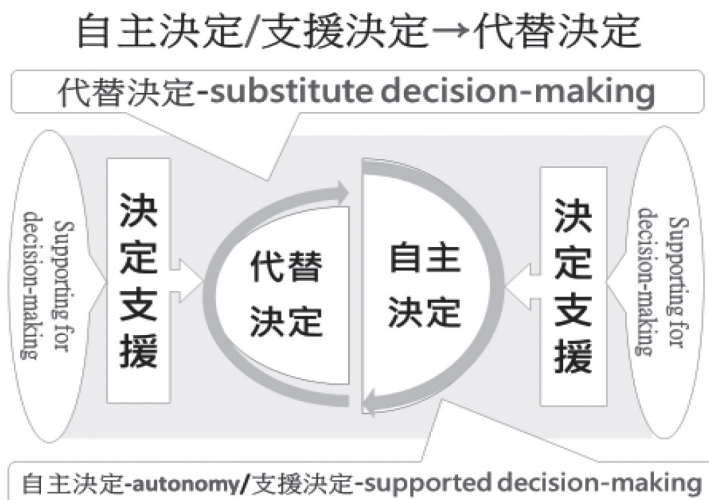 自主決定/支援決定→代替決定
代替決定-substitute decision-making
Supporting for
decision-making
決定支援
代替
決定
自主
決定
決定支援
Supporting for
decision-making
自主決定-autonomy/支援決定-supported decision-making